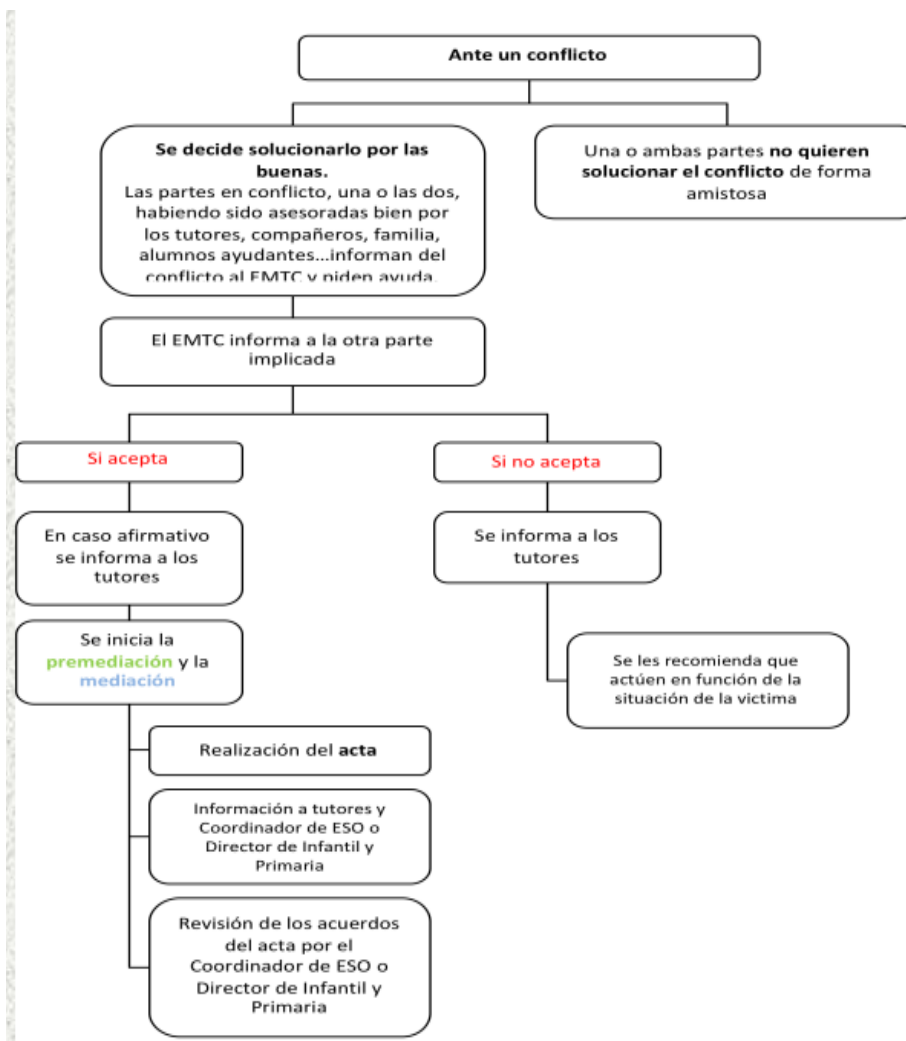 Ante un conflicto
Se decide solucionarlo por las
buenas.
Las partes en conflicto, una o las dos,
habiendo sido asesoradas bien por
los tutores, compañeros, familia,
alumnos ayudantes...informan del
conflicto al EMTC y piden ayuda.
Una o ambas partes no quieren
solucionar el conflicto de forma
amistosa
El EMTC informa a la otra parte
implicada
Si acepta
Si no acepta
En caso afirmativo
se informa a los
tutores
Se informa a los
tutores
Se inicia la
premediación y la
mediación
Se les recomienda que
actúen en función de la
situación de la victima
Realización del acta
Información a tutores y
Coordinador de ESO o
Director de Infantil y
Primaria
Revisión de los acuerdos
del acta por el
Coordinador de ESO o
Director de Infantil y
Primaria